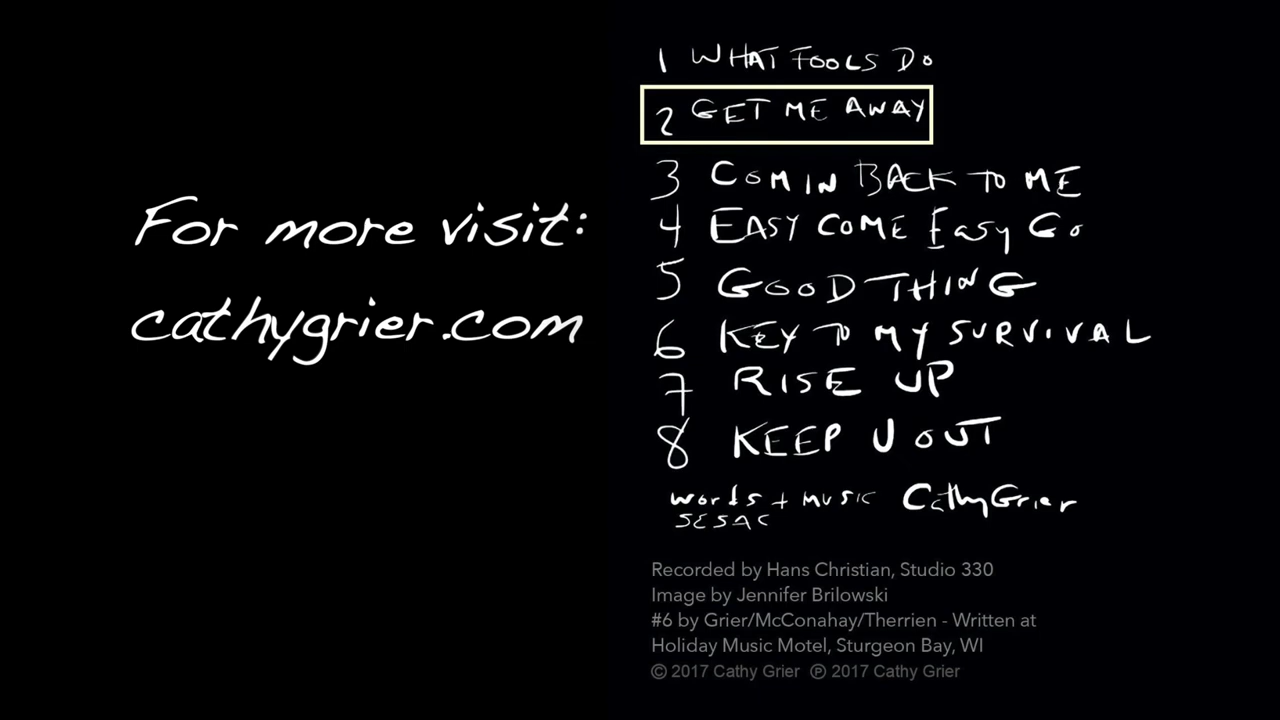 For more visit:
cathygrier.com
1 WHAT FOOLS DO
2 GET ME AWAY
3 COMIN BACK TO ME
4 EASY COME Easy Go
5 GOOD THING
6 KEY TO MY SURVIVAL
7 RISE UP
8 KEEP U OUT
words + music Cathy Grier
SESAC
Recorded by Hans Christian, Studio 330
Image by Jennifer Brilowski
#6 by Grier/McConahay/Therrien - Written at
Holiday Music Motel, Sturgeon Bay, WI
© 2017 Cathy Grier ℗ 2017 Cathy Grier